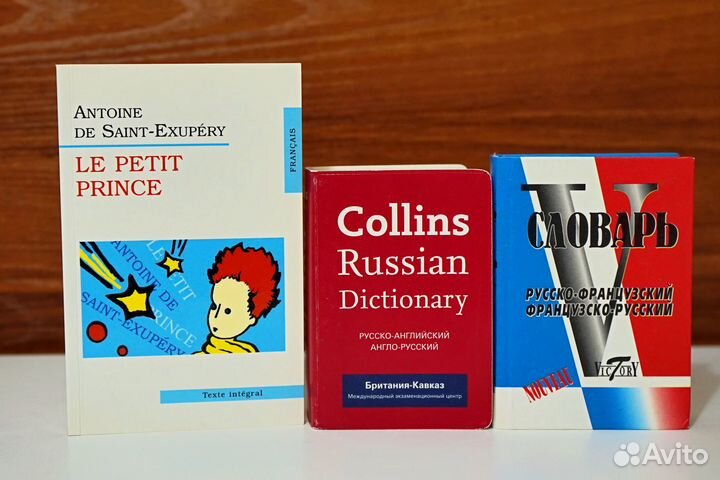 ANTOINE
DE SAINT-EXUPÉRY
LE PETIT
PRINCE
FRANÇAIS
LE PETIT
PRINCE
ANTOINE DE
SAINT-EXUPÉRY
Texte intégral
Collins
Russian
Dictionary
РУССКО-АНГЛИЙСКИЙ
АНГЛО-РУССКИЙ
Британия-Кавказ
Международный экзаменационный центр
V
СЛОВАРЬ
РУССКО-ФРАНЦУЗСКИЙ
ФРАНЦУЗСКО-РУССКИЙ
VICTORY
NOUVEAU
Avito